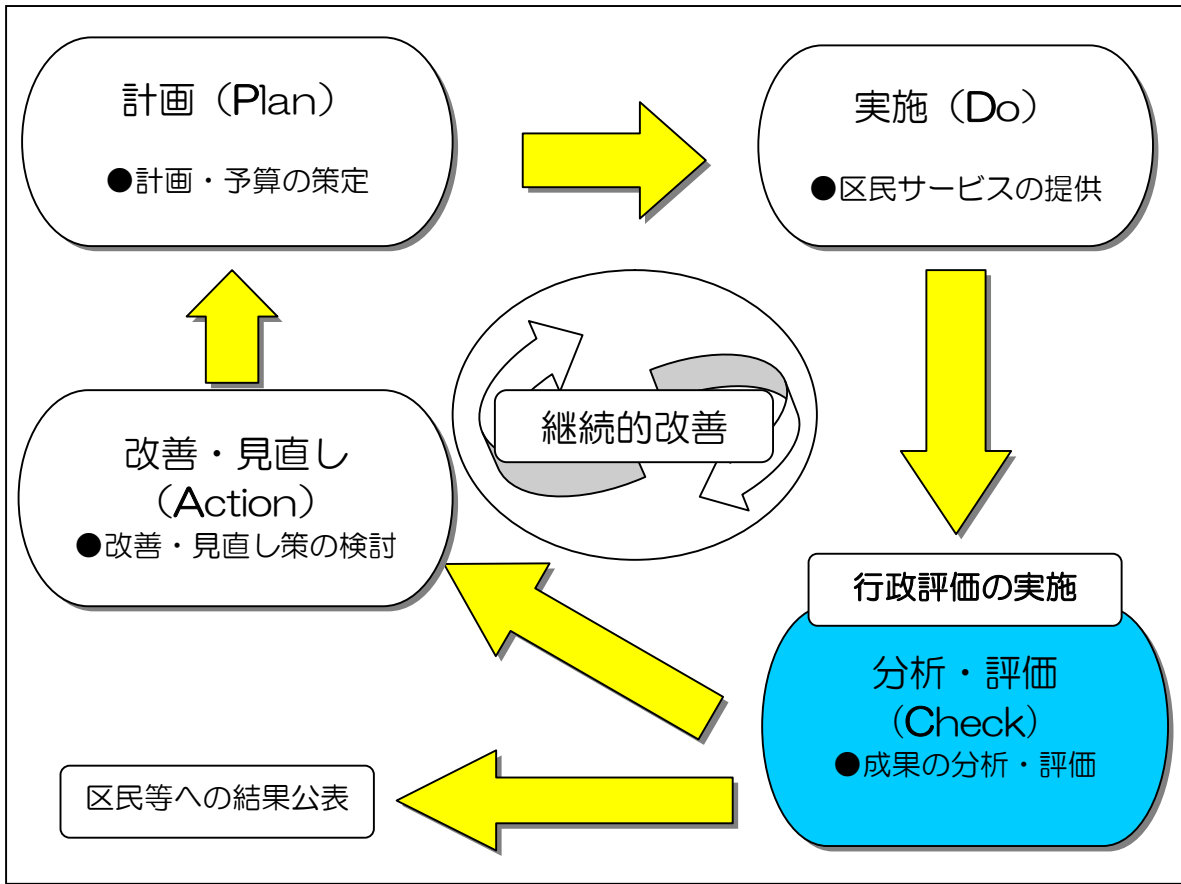 計画（Plan）
●計画・予算の策定
実施（Do）
●区民サービスの提供
継続的改善
改善・見直し
（Action）
●改善・見直し策の検討
行政評価の実施
分析・評価
（Check）
●成果の分析・評価
区民等への結果公表